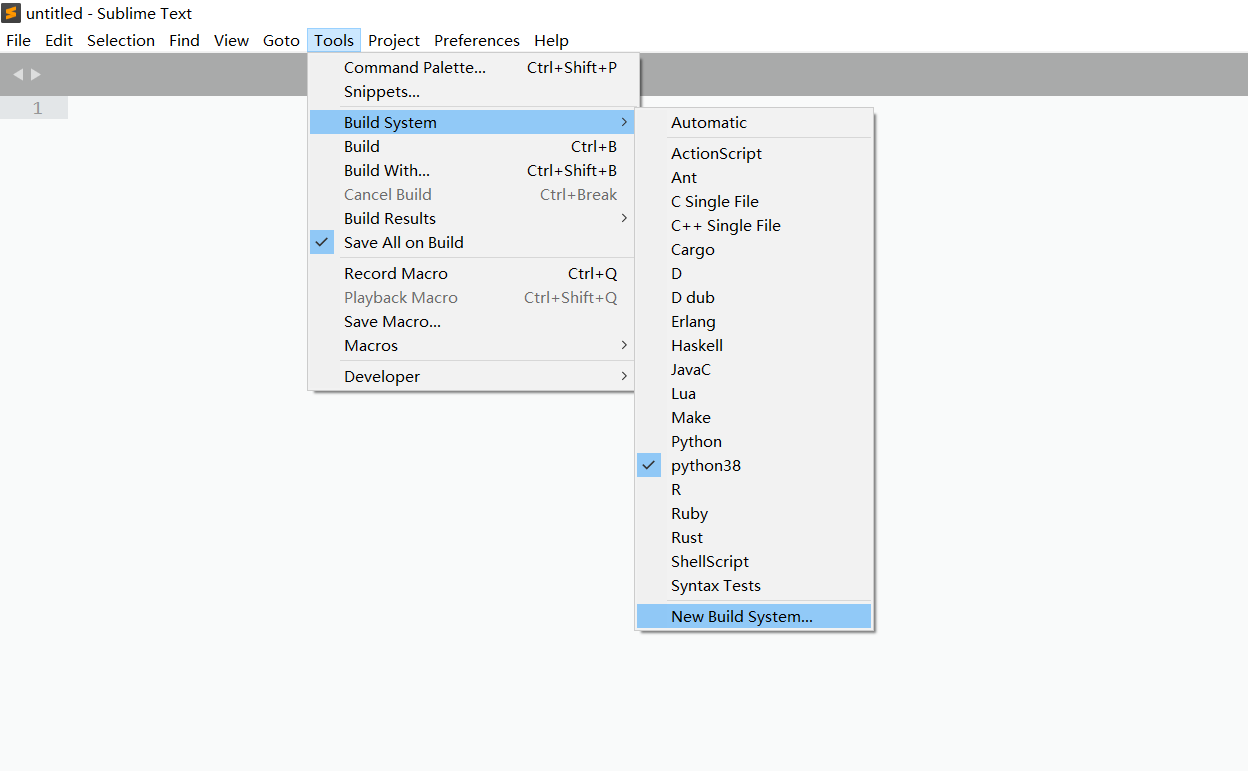 untitled - Sublime Text
File Edit Selection Find View Goto Tools Project Preferences Help
1
Command Palette... Ctrl+Shift+P
Snippets...
Build System
Build Ctrl+B
Build With... Ctrl+Shift+B
Cancel Build Ctrl+Break
Build Results
Save All on Build
Record Macro Ctrl+Q
Playback Macro Ctrl+Shift+Q
Save Macro...
Macros
Developer
Automatic
ActionScript
Ant
C Single File
C++ Single File
Cargo
D
D dub
Erlang
Haskell
JavaC
Lua
Make
Python
python38
R
Ruby
Rust
ShellScript
Syntax Tests
New Build System...